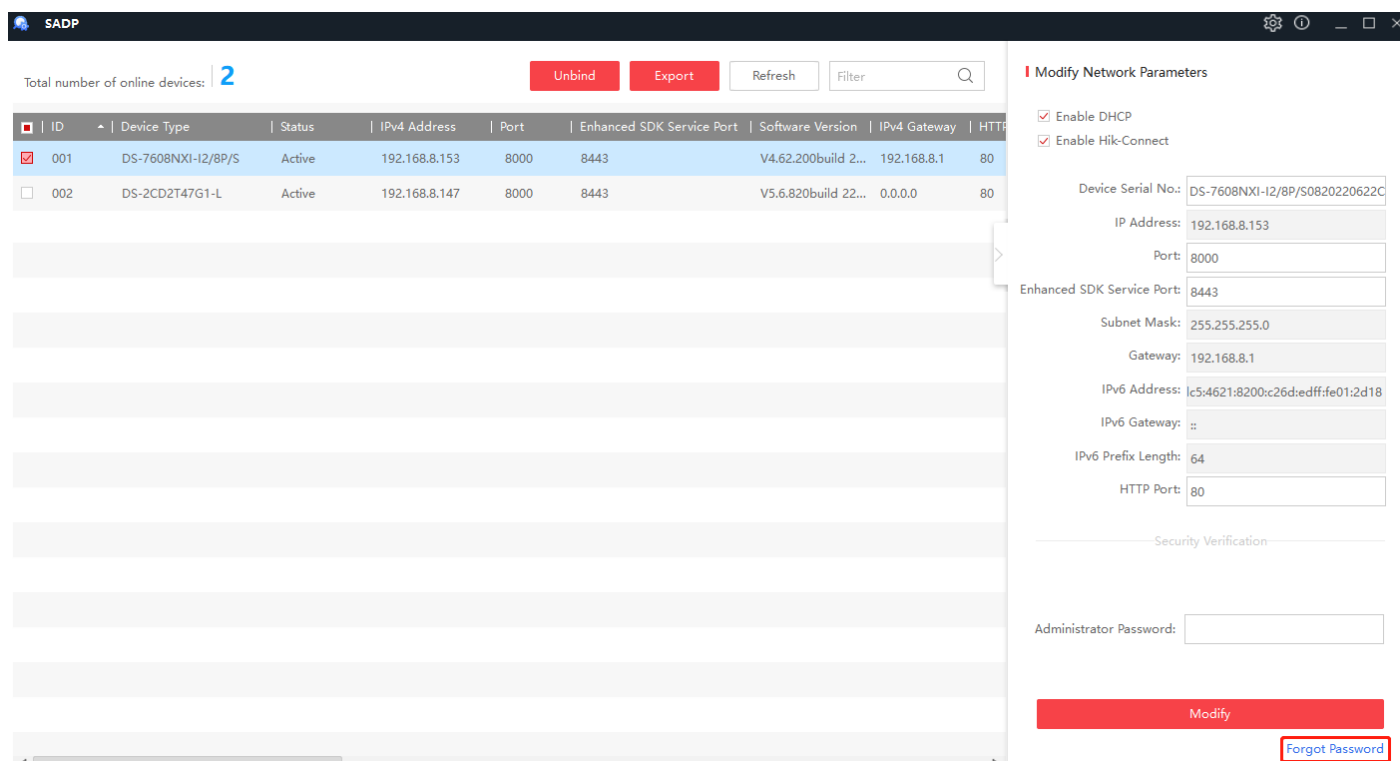 SADP
Total number of online devices: 2
Unbind
Export
Refresh
Filter
ID
Device Type
Status
IPv4 Address
Port
Enhanced SDK Service Port
Software Version
IPv4 Gateway
HTTP
001 DS-7608NXI-I2/8P/S Active 192.168.8.153 8000 8443 V4.62.200build 2... 192.168.8.1 80
002 DS-2CD2T47G1-L Active 192.168.8.147 8000 8443 V5.6.820build 22... 0.0.0.0 80
Modify Network Parameters
Enable DHCP
Enable Hik-Connect
Device Serial No.: DS-7608NXI-I2/8P/S0820220622C
IP Address: 192.168.8.153
Port: 8000
Enhanced SDK Service Port: 8443
Subnet Mask: 255.255.255.0
Gateway: 192.168.8.1
IPv6 Address: lc5:4621:8200:c26d:edff:fe01:2d18
IPv6 Gateway: ::
IPv6 Prefix Length: 64
HTTP Port: 80
Security Verification
Administrator Password:
Modify
Forgot Password